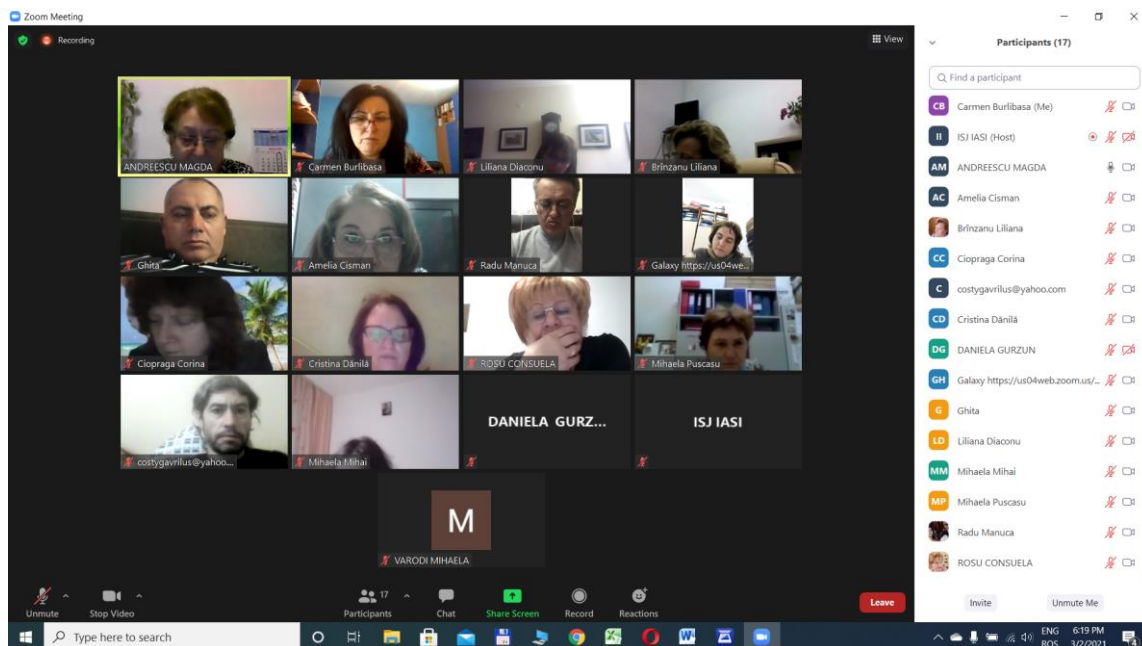 Zoom Meeting
Recording
View
ANDREESCU MAGDA
Carmen Burlibasa
Liliana Diaconu
Brînzanu Liliana
Ghita
Amelia Cisman
Radu Manuca
Galaxy https://us04we...
Ciopraga Corina
Cristina Dănilă
ROSU CONSUELA
Mihaela Puscasu
costygavrilus@yahoo...
Mihaela Mihai
DANIELA GURZ...
ISJ IASI
M
VARODI MIHAELA
Unmute
Stop Video
17
Participants
Chat
Share Screen
Record
Reactions
Leave
Participants (17)
Find a participant
CB Carmen Burlibasa (Me)
II ISJ IASI (Host)
AM ANDREESCU MAGDA
AC Amelia Cisman
Brînzanu Liliana
CC Ciopraga Corina
C costygavrilus@yahoo.com
CD Cristina Dănilă
DG DANIELA GURZUN
GH Galaxy https://us04web.zoom.us/...
G Ghita
LD Liliana Diaconu
MM Mihaela Mihai
MP Mihaela Puscasu
Radu Manuca
ROSU CONSUELA
Invite
Unmute Me
Type here to search
ENG
ROS
6:19 PM
3/2/2021
4